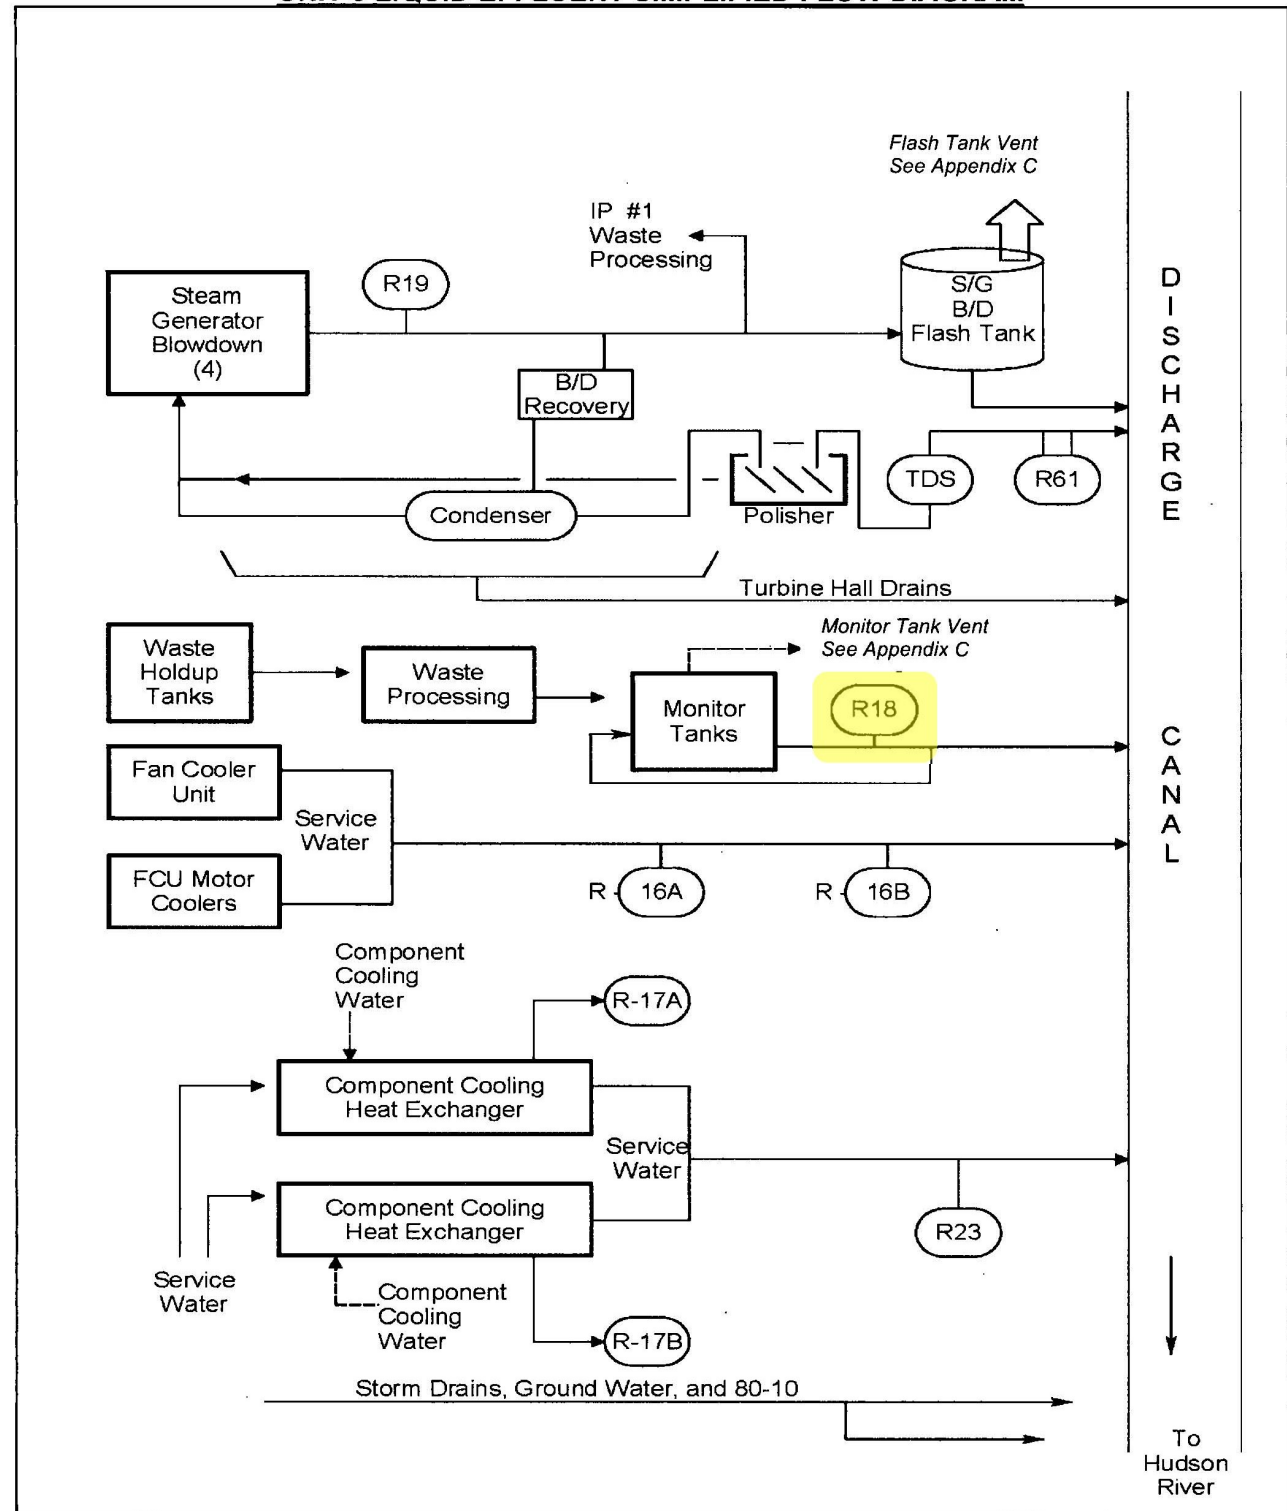 Flash Tank Vent
See Appendix C
IP #1
Waste
Processing
R19
Steam
Generator
Blowdown
(4)
S/G
B/D
Flash Tank
B/D
Recovery
TDS
R61
Condenser
Polisher
Turbine Hall Drains
Monitor Tank Vent
See Appendix C
Waste
Holdup
Tanks
Waste
Processing
Monitor
Tanks
R18
Fan Cooler
Unit
Service
Water
FCU Motor
Coolers
R - 16A
R - 16B
Component
Cooling
Water
R-17A
Component Cooling
Heat Exchanger
Service
Water
Component Cooling
Heat Exchanger
R23
Service
Water
Component
Cooling
Water
R-17B
Storm Drains, Ground Water, and 80-10
DISCHARGE
CANAL
To
Hudson
River